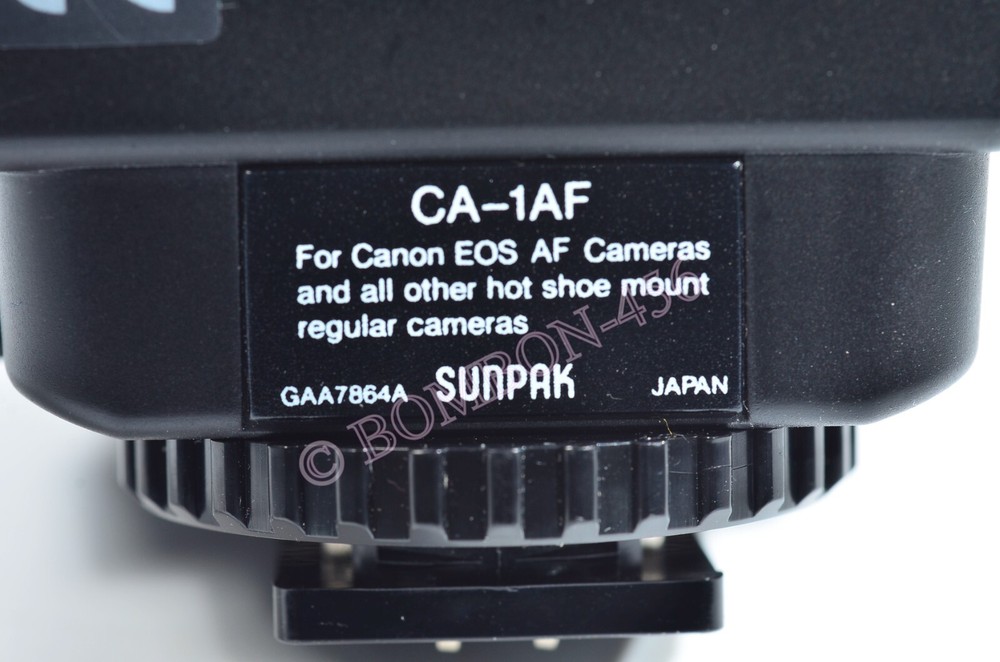 CA-1AF
For Canon EOS AF Cameras
and all other hot shoe mount
regular cameras
GAA7864A SUNPAK JAPAN
© BOMRON-456